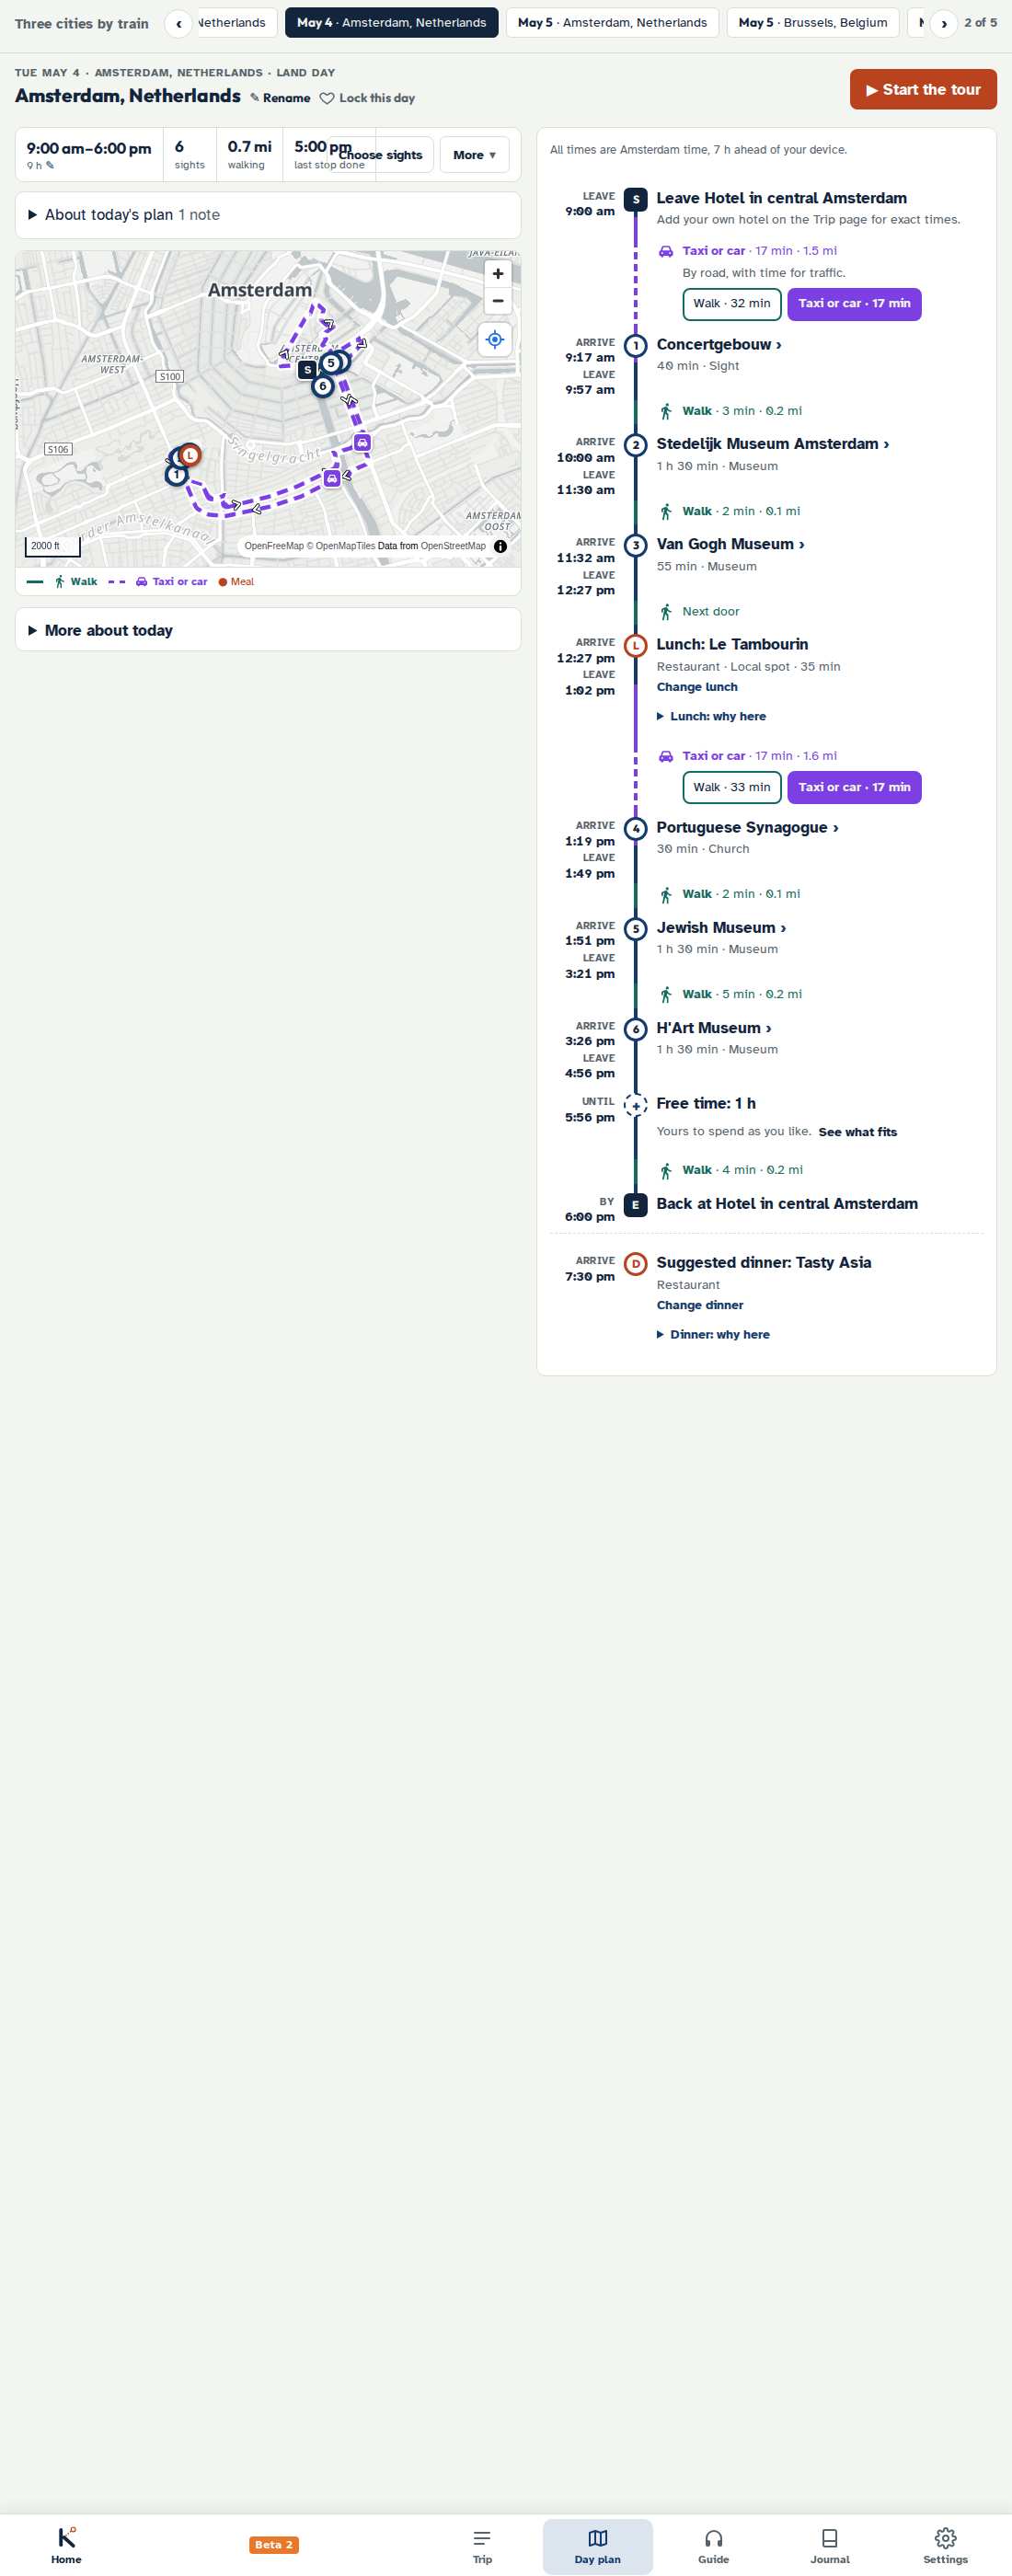 Three cities by train
‹
Netherlands
May 4 · Amsterdam, Netherlands
May 5 · Amsterdam, Netherlands
May 5 · Brussels, Belgium
›
2 of 5
TUE MAY 4 · AMSTERDAM, NETHERLANDS · LAND DAY
Amsterdam, Netherlands ✎ Rename Lock this day
▶ Start the tour
9:00 am–6:00 pm
9 h ✎
6
sights
0.7 mi
walking
5:00 pm
last stop done
Choose sights
More ▾
▶ About today's plan 1 note
JAVA-EILAN
Amsterdam
+
−
AMSTERDAM-
WEST
S100
S106
S
5
6
1
L
Singelgracht
der Amstelkanaal
AMSTERDAM
OOST
2000 ft
OpenFreeMap © OpenMapTiles Data from OpenStreetMap
Walk
Taxi or car
Meal
▶ More about today
All times are Amsterdam time, 7 h ahead of your device.
LEAVE
9:00 am
S
Leave Hotel in central Amsterdam
Add your own hotel on the Trip page for exact times.
Taxi or car · 17 min · 1.5 mi
By road, with time for traffic.
Walk · 32 min
Taxi or car · 17 min
ARRIVE
9:17 am
LEAVE
9:57 am
1
Concertgebouw ›
40 min · Sight
Walk · 3 min · 0.2 mi
ARRIVE
10:00 am
LEAVE
11:30 am
2
Stedelijk Museum Amsterdam ›
1 h 30 min · Museum
Walk · 2 min · 0.1 mi
ARRIVE
11:32 am
LEAVE
12:27 pm
3
Van Gogh Museum ›
55 min · Museum
Next door
ARRIVE
12:27 pm
LEAVE
1:02 pm
L
Lunch: Le Tambourin
Restaurant · Local spot · 35 min
Change lunch
▶ Lunch: why here
Taxi or car · 17 min · 1.6 mi
Walk · 33 min
Taxi or car · 17 min
ARRIVE
1:19 pm
LEAVE
1:49 pm
4
Portuguese Synagogue ›
30 min · Church
Walk · 2 min · 0.1 mi
ARRIVE
1:51 pm
LEAVE
3:21 pm
5
Jewish Museum ›
1 h 30 min · Museum
Walk · 5 min · 0.2 mi
ARRIVE
3:26 pm
LEAVE
4:56 pm
6
H'Art Museum ›
1 h 30 min · Museum
UNTIL
5:56 pm
+
Free time: 1 h
Yours to spend as you like. See what fits
Walk · 4 min · 0.2 mi
BY
6:00 pm
E
Back at Hotel in central Amsterdam
ARRIVE
7:30 pm
D
Suggested dinner: Tasty Asia
Restaurant
Change dinner
▶ Dinner: why here
Home
Beta 2
Trip
Day plan
Guide
Journal
Settings